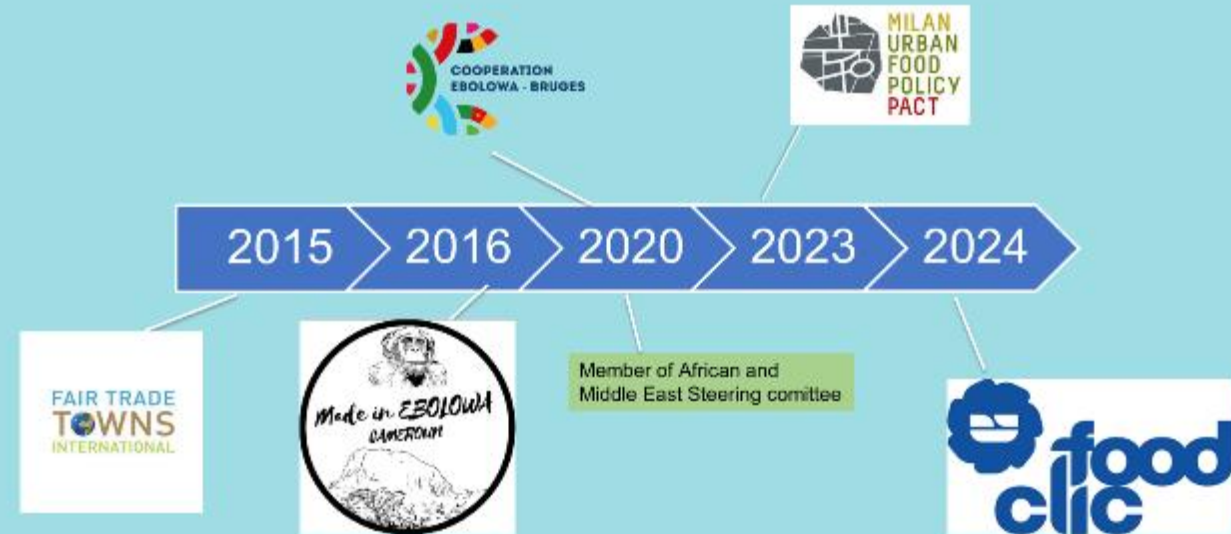 COOPERATION
EBOLOWA - BRUGES
MILAN
URBAN
FOOD
POLICY
PACT
2015
2016
2020
2023
2024
FAIR TRADE
TOWNS
INTERNATIONAL
Made in EBOLOWA
CAMEROUN
Member of African and
Middle East Steering comittee
food
clic